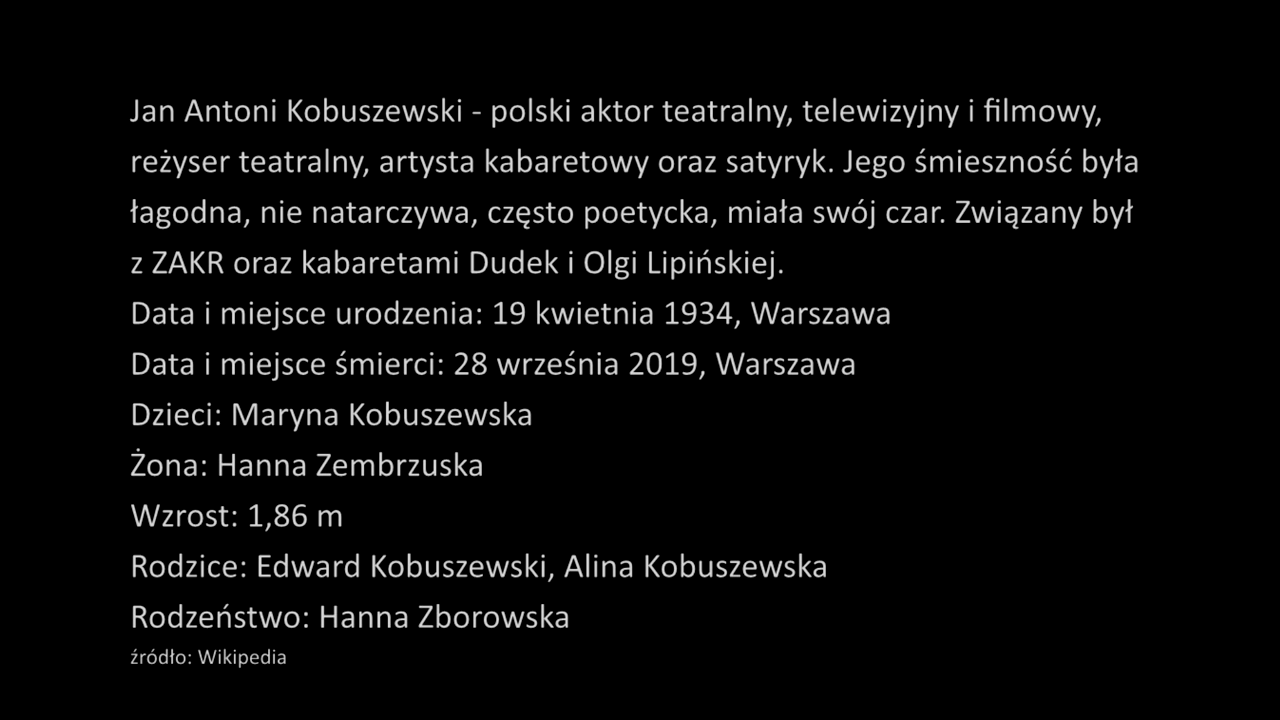 Jan Antoni Kobuszewski - polski aktor teatralny, telewizyjny i filmowy,
reżyser teatralny, artysta kabaretowy oraz satyryk. Jego śmieszność była
łagodna, nie natarczywa, często poetycka, miała swój czar. Związany był
z ZAKR oraz kabaretami Dudek i Olgi Lipińskiej.
Data i miejsce urodzenia: 19 kwietnia 1934, Warszawa
Data i miejsce śmierci: 28 września 2019, Warszawa
Dzieci: Maryna Kobuszewska
Żona: Hanna Zembrzuska
Wzrost: 1,86 m
Rodzice: Edward Kobuszewski, Alina Kobuszewska
Rodzeństwo: Hanna Zborowska
źródło: Wikipedia